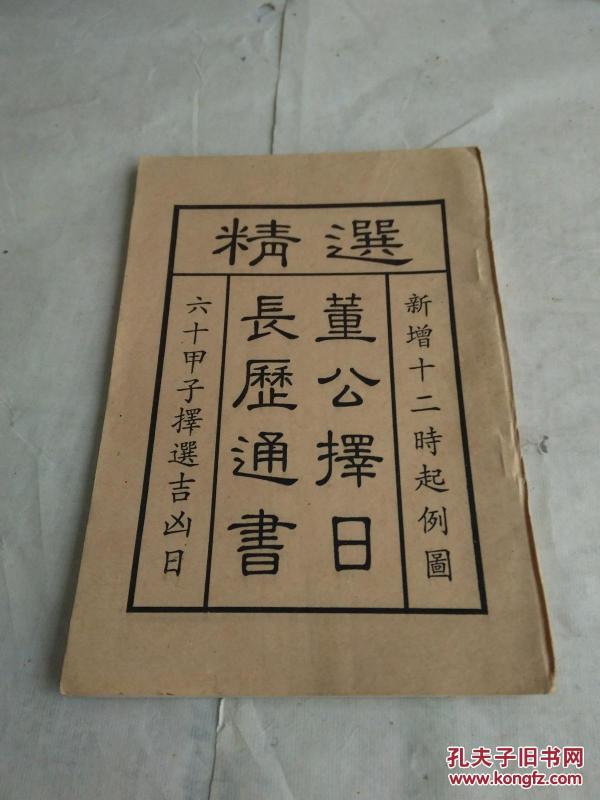 精選
新增十二時起例圖
董公擇日
長歷通書
六十甲子擇選吉凶日
孔夫子旧书网
www.kongfz.com